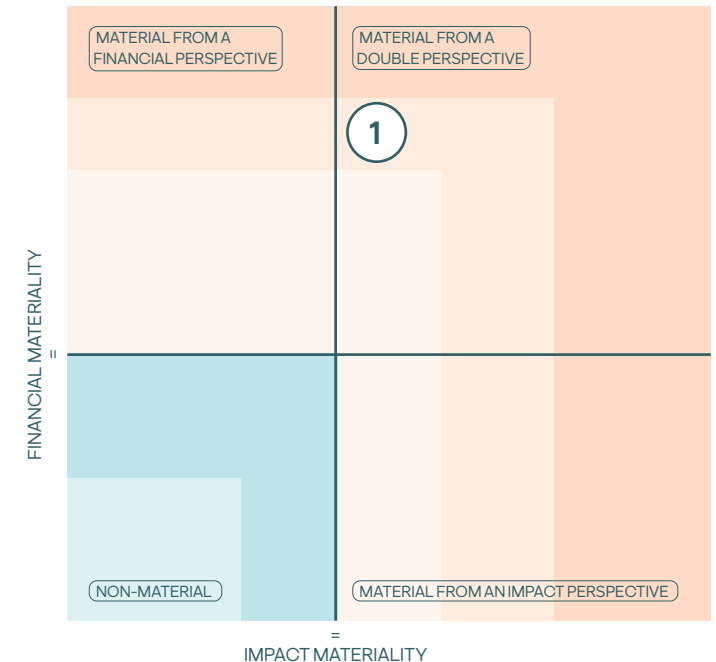 MATERIAL FROM A
FINANCIAL PERSPECTIVE
MATERIAL FROM A
DOUBLE PERSPECTIVE
1
FINANCIAL MATERIALITY
=
NON-MATERIAL
MATERIAL FROM AN IMPACT PERSPECTIVE
=
IMPACT MATERIALITY